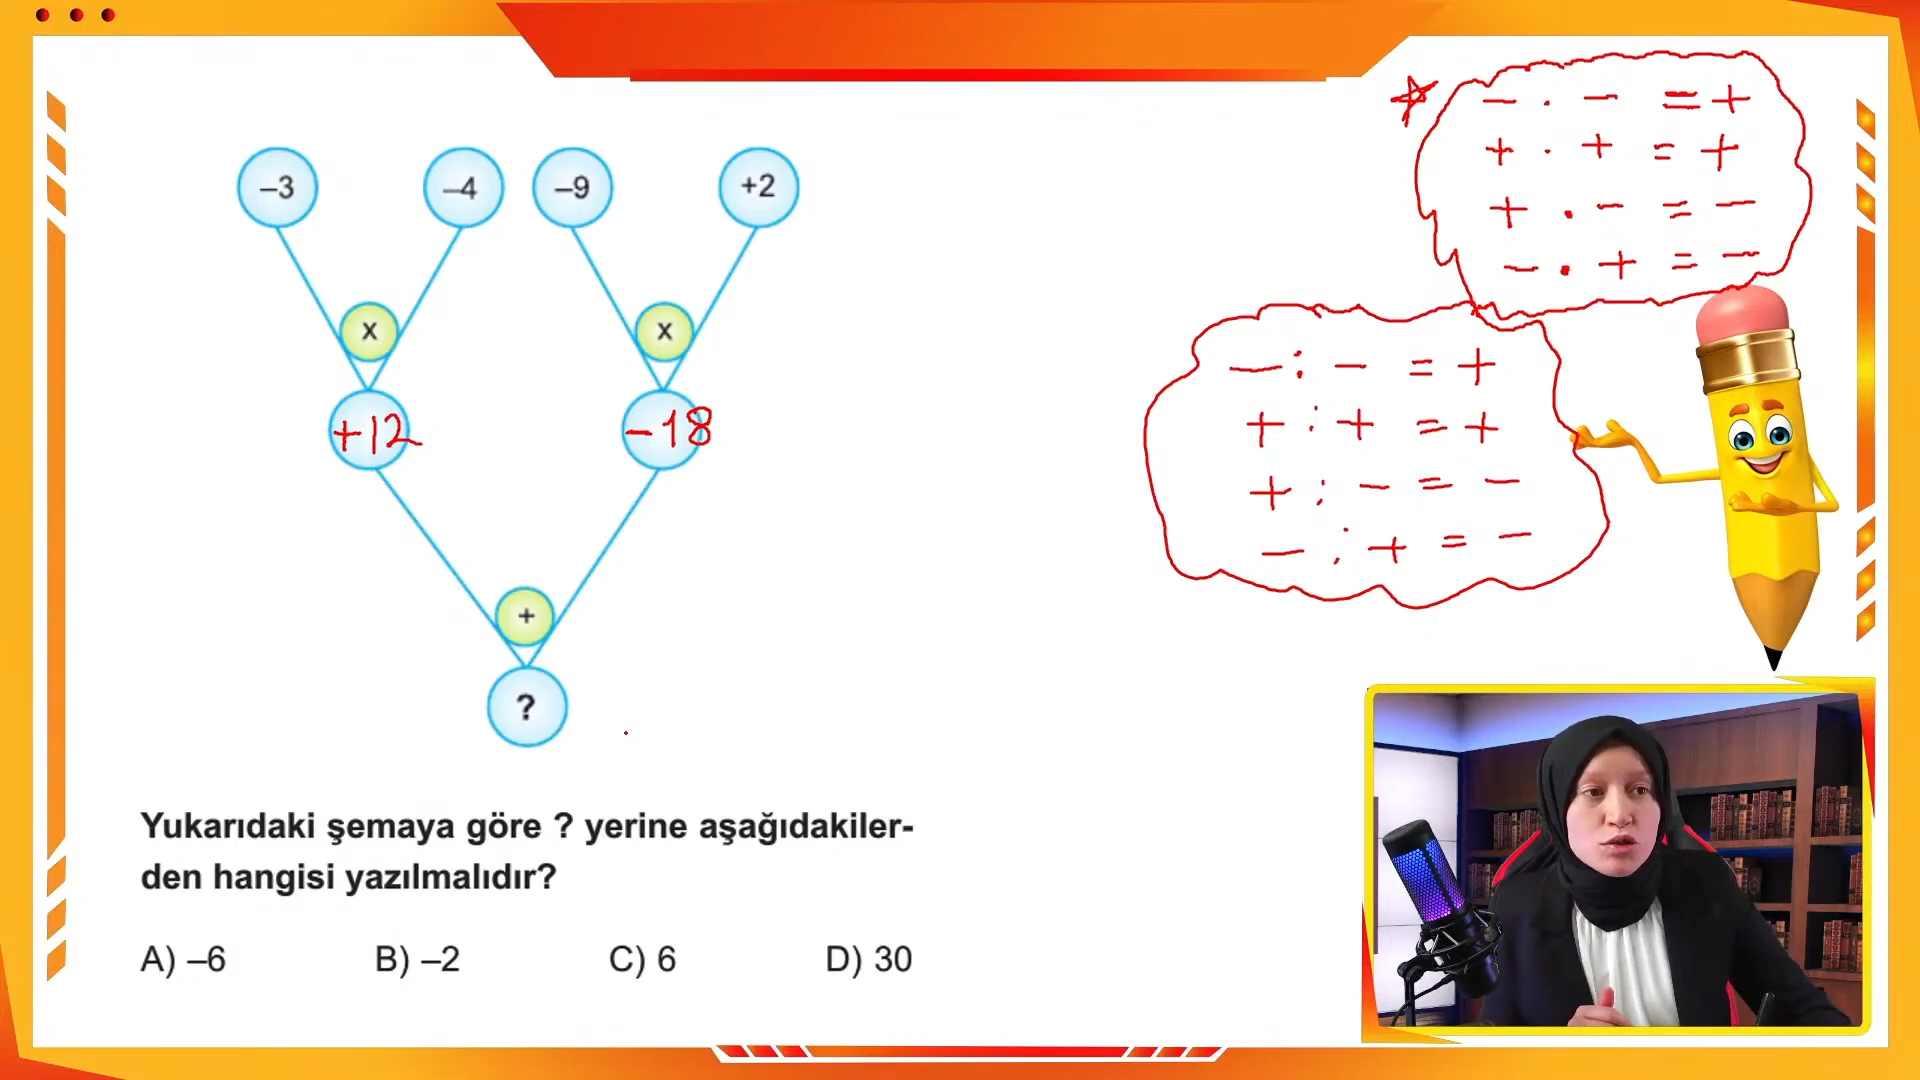 –3 –4 –9 +2
x x
+12 -18
+
?
Yukarıdaki şemaya göre ? yerine aşağıdakiler-
den hangisi yazılmalıdır?
A) –6 B) –2 C) 6 D) 30
- . - = +
+ . + = +
+ . - = -
- . + = -
- : - = +
+ : + = +
+ : - = -
- : + = -